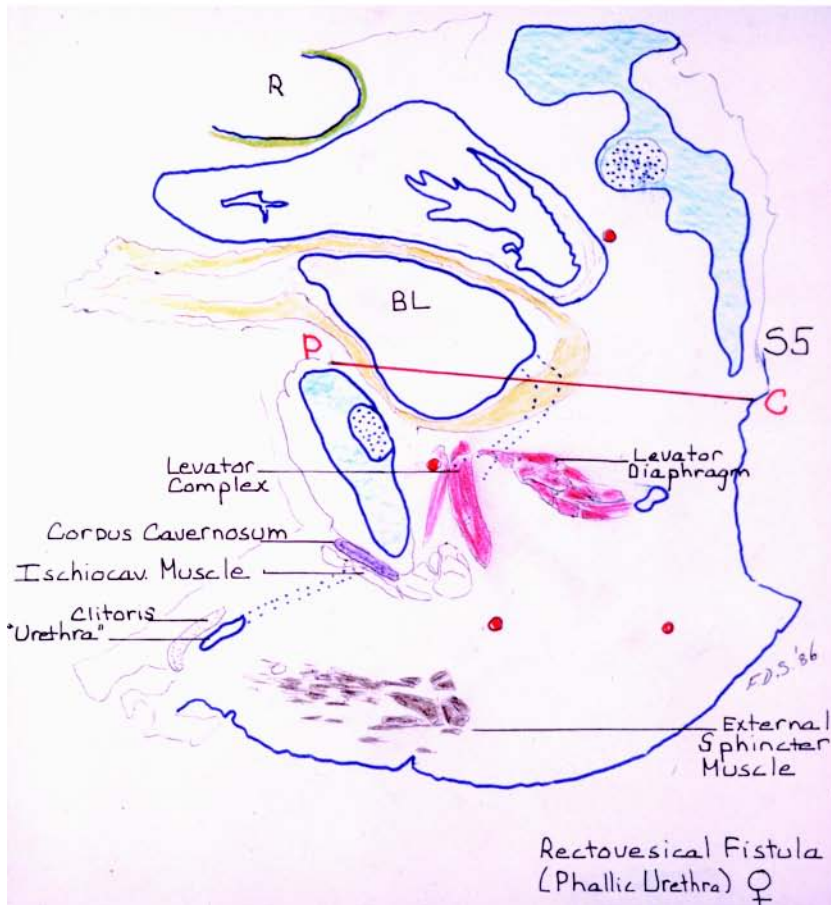 R
BL
S5
P
C
Levator
Complex
Levator
Diaphragm
Corpus Cavernosum
Ischiocav. Muscle
Clitoris
"Urethra"
F.D.S. '86
External
Sphincter
Muscle
Rectovesical Fistula
(Phallic Urethra) ♀